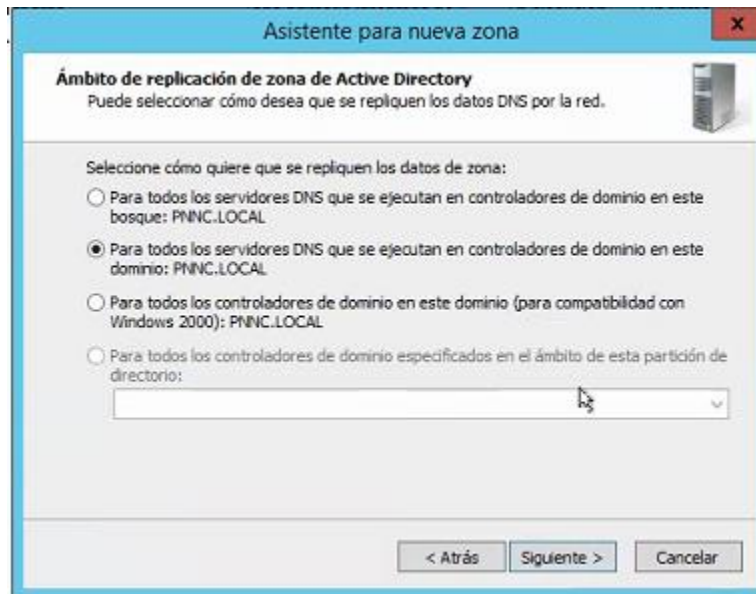 Asistente para nueva zona
x
Ámbito de replicación de zona de Active Directory
Puede seleccionar cómo desea que se repliquen los datos DNS por la red.
Seleccione cómo quiere que se repliquen los datos de zona:
Para todos los servidores DNS que se ejecutan en controladores de dominio en este
bosque: PNNC.LOCAL
Para todos los servidores DNS que se ejecutan en controladores de dominio en este
dominio: PNNC.LOCAL
Para todos los controladores de dominio en este dominio (para compatibilidad con
Windows 2000): PNNC.LOCAL
Para todos los controladores de dominio especificados en el ámbito de esta partición de
directorio:
< Atrás Siguiente > Cancelar